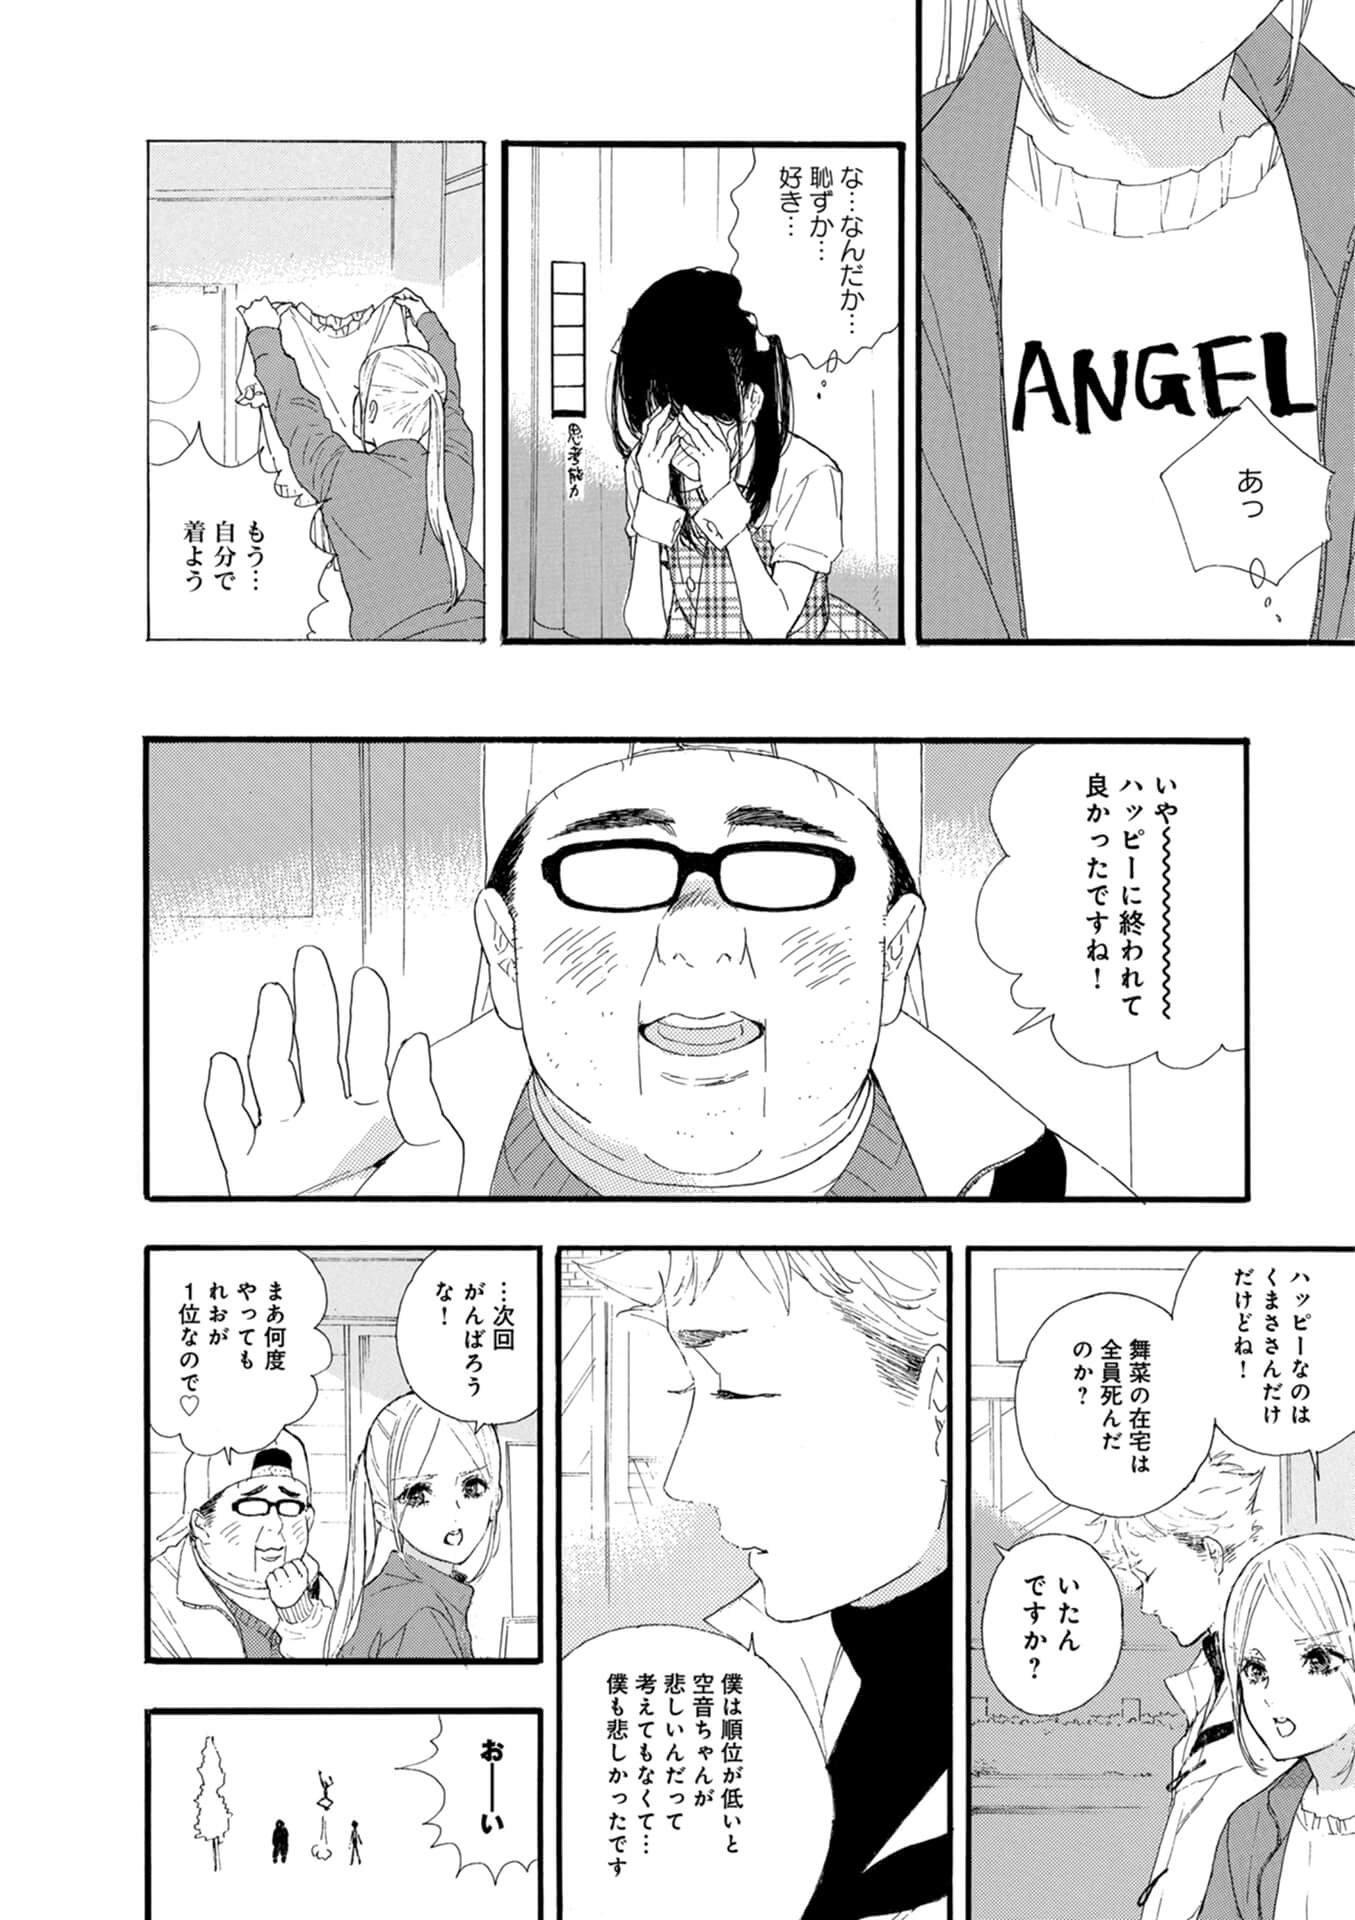 ANGEL
あっ
な…なんだか…
恥ずか…
好き…
思考能力
もう…
自分で
着よう
いや〜〜〜〜〜〜
ハッピーに終われて
良かったですね！
ハッピーなのは
くまささんだけ
だけどね！
舞菜の在宅は
全員死んだ
のか？
いたん
ですか？
僕は順位が低いと
空音ちゃんが
悲しいんだって
考えてもなくて…
僕も悲しかったです
…次回
がんばろう
な！
まあ何度
やっても
れおが
１位なので♡
おーい